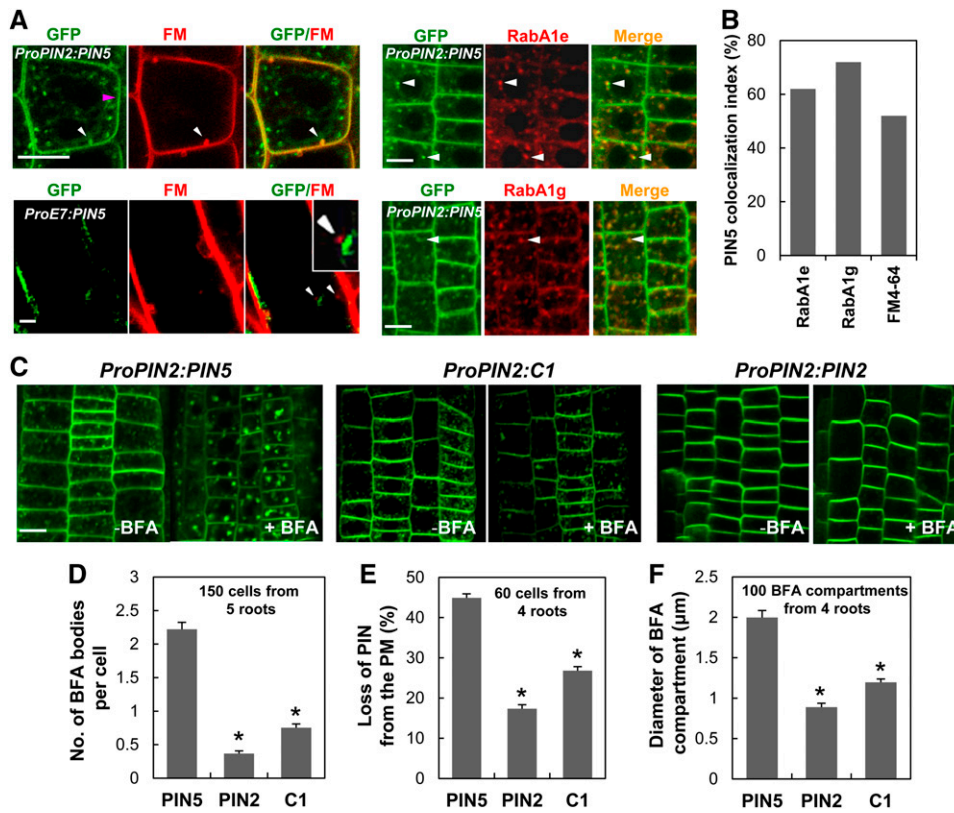 A
GFP FM GFP/FM
ProPIN2:PIN5
GFP FM GFP/FM
ProE7:PIN5
GFP RabA1e Merge
ProPIN2:PIN5
GFP RabA1g Merge
ProPIN2:PIN5
B
PIN5 colocalization index (%)
80
60
40
20
0
RabA1e
RabA1g
FM4-64
C
ProPIN2:PIN5 ProPIN2:C1 ProPIN2:PIN2
-BFA + BFA -BFA + BFA -BFA + BFA
D
No. of BFA bodies
per cell
3
2.5
2
1.5
1
0.5
0
150 cells from
5 roots
*
*
PIN5 PIN2 C1
E
Loss of PIN
from the PM (%)
50
40
30
20
10
0
60 cells from
4 roots
*
*
PIN5 PIN2 C1
F
Diameter of BFA
compartment (µm)
2.5
2
1.5
1
0.5
0
100 BFA compartments
from 4 roots
*
*
PIN5 PIN2 C1